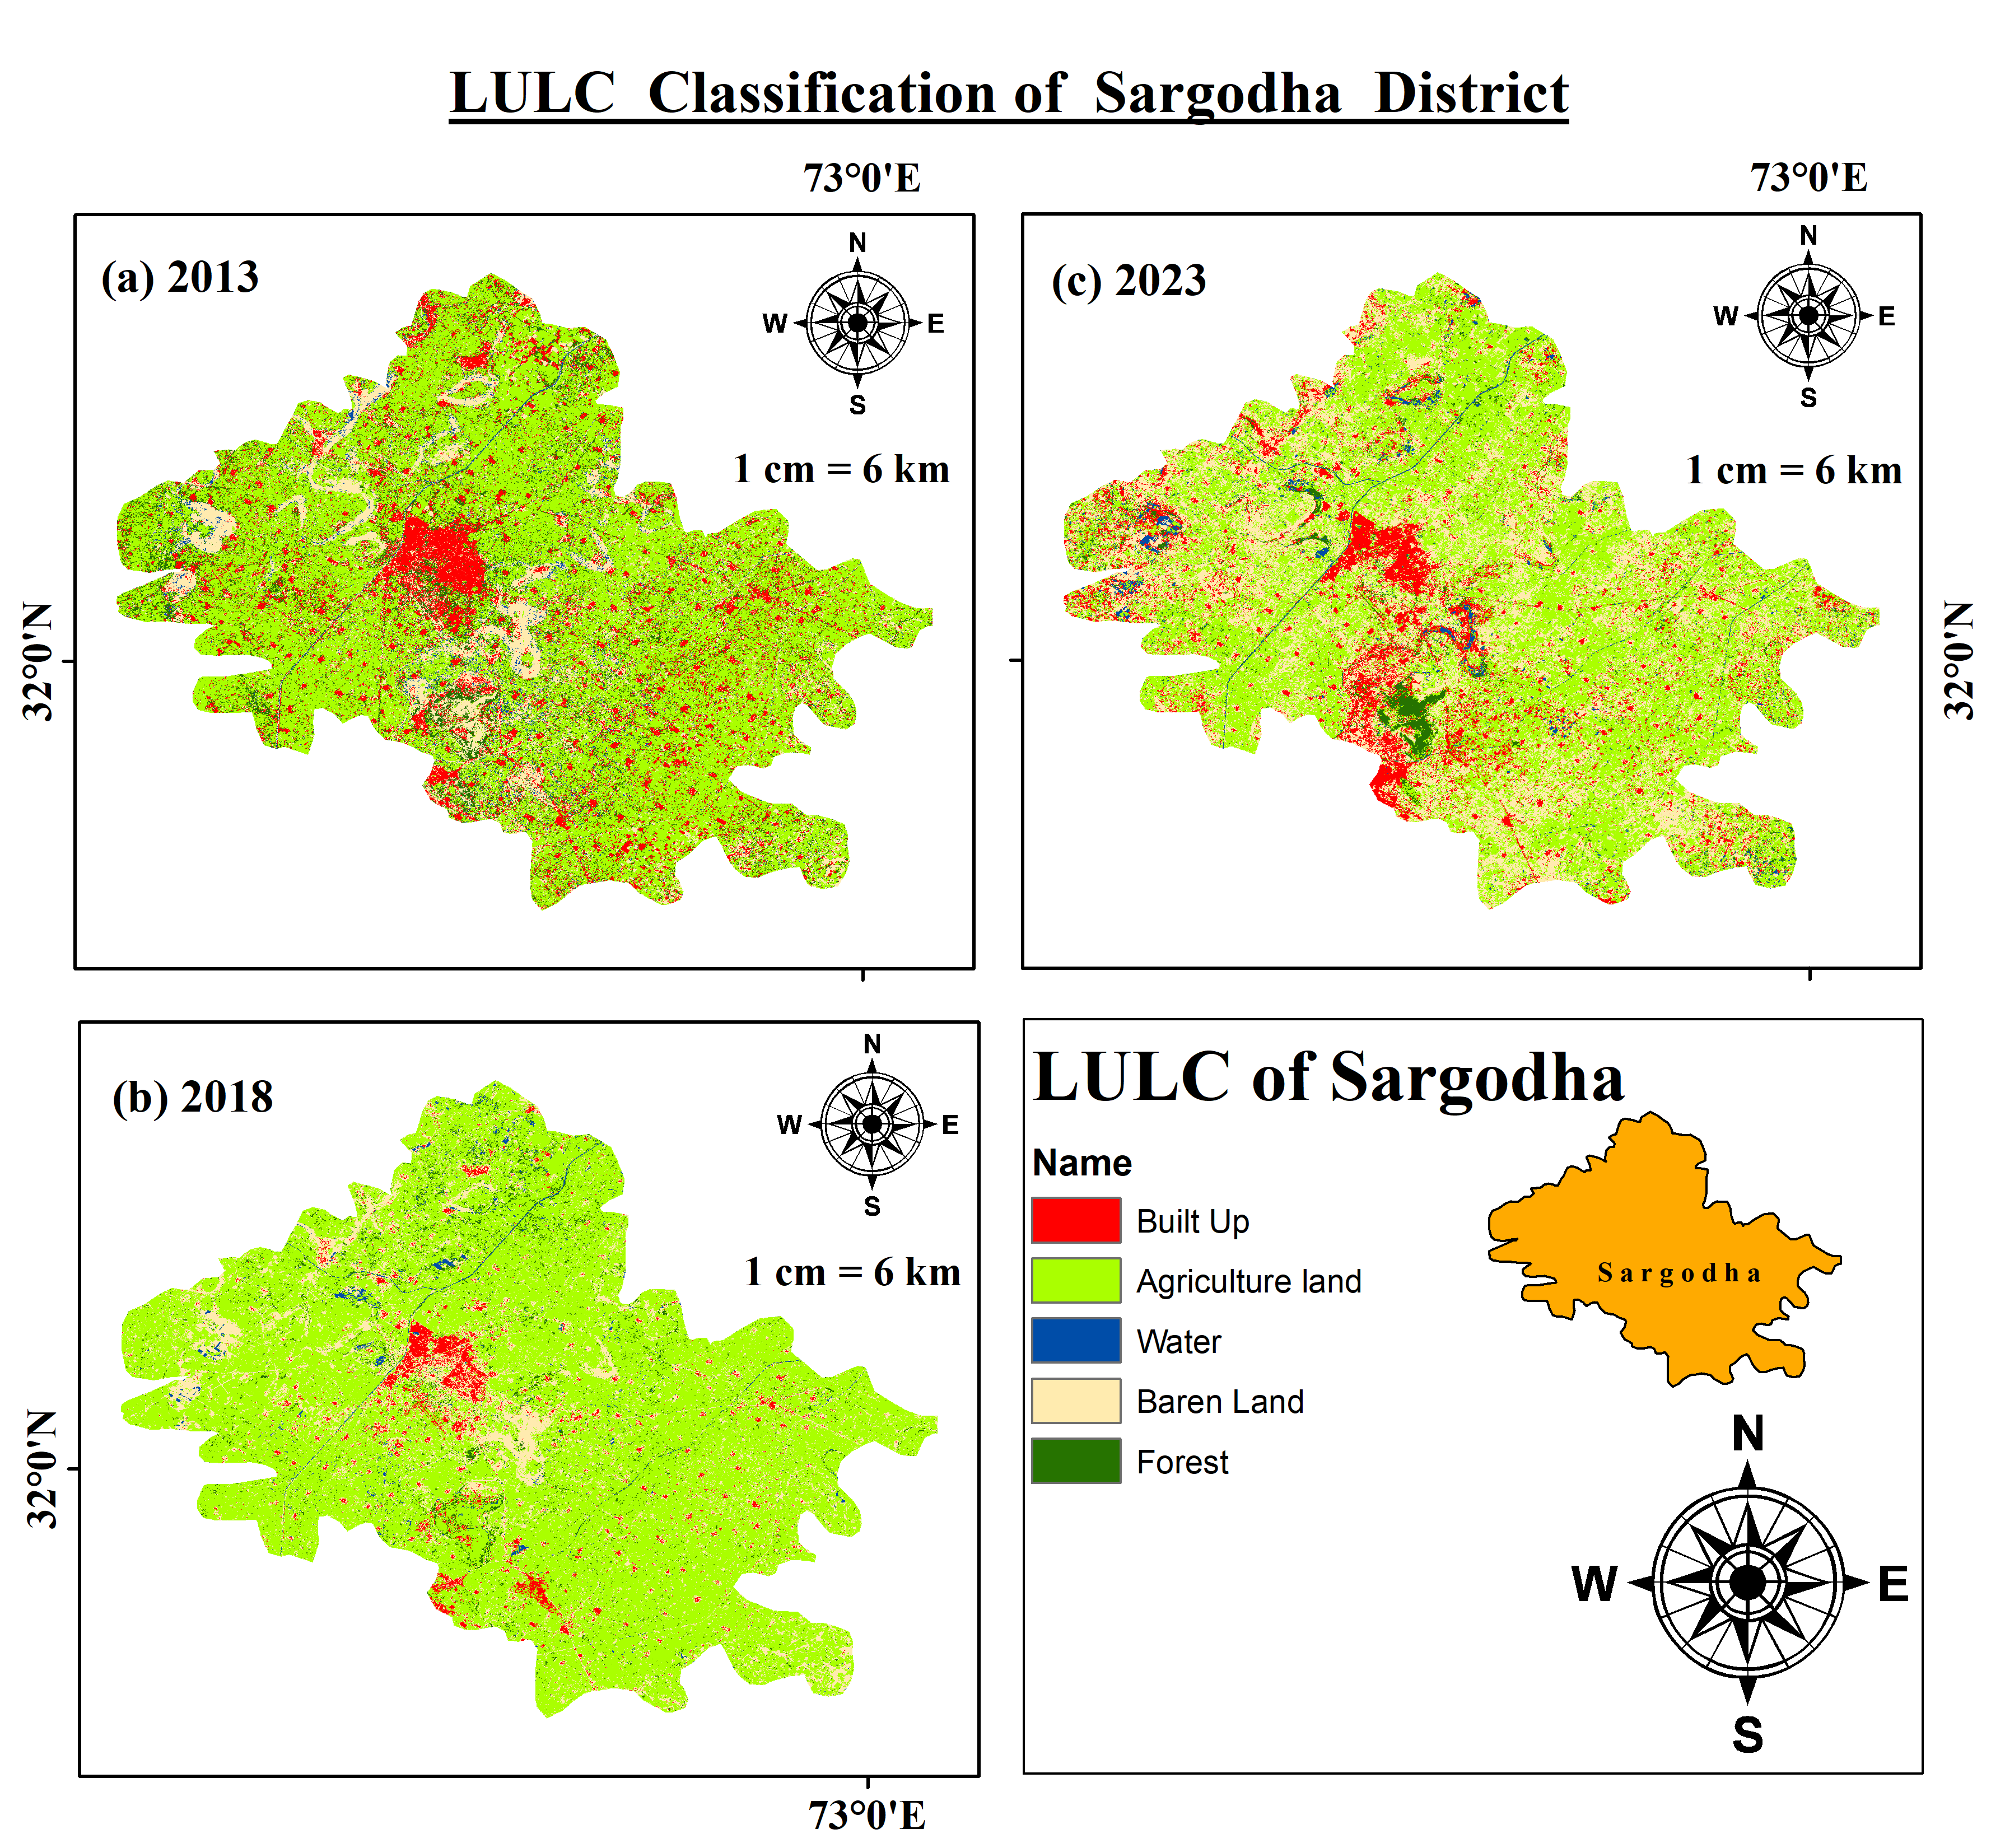 LULC Classification of Sargodha District
73°0'E
73°0'E
(a) 2013
N
W E
S
1 cm = 6 km
32°0'N
(c) 2023
N
W E
S
1 cm = 6 km
32°0'N
(b) 2018
N
W E
S
1 cm = 6 km
32°0'N
73°0'E
LULC of Sargodha
Name
Built Up
Agriculture land
Water
Baren Land
Forest
Sargodha
N
W E
S